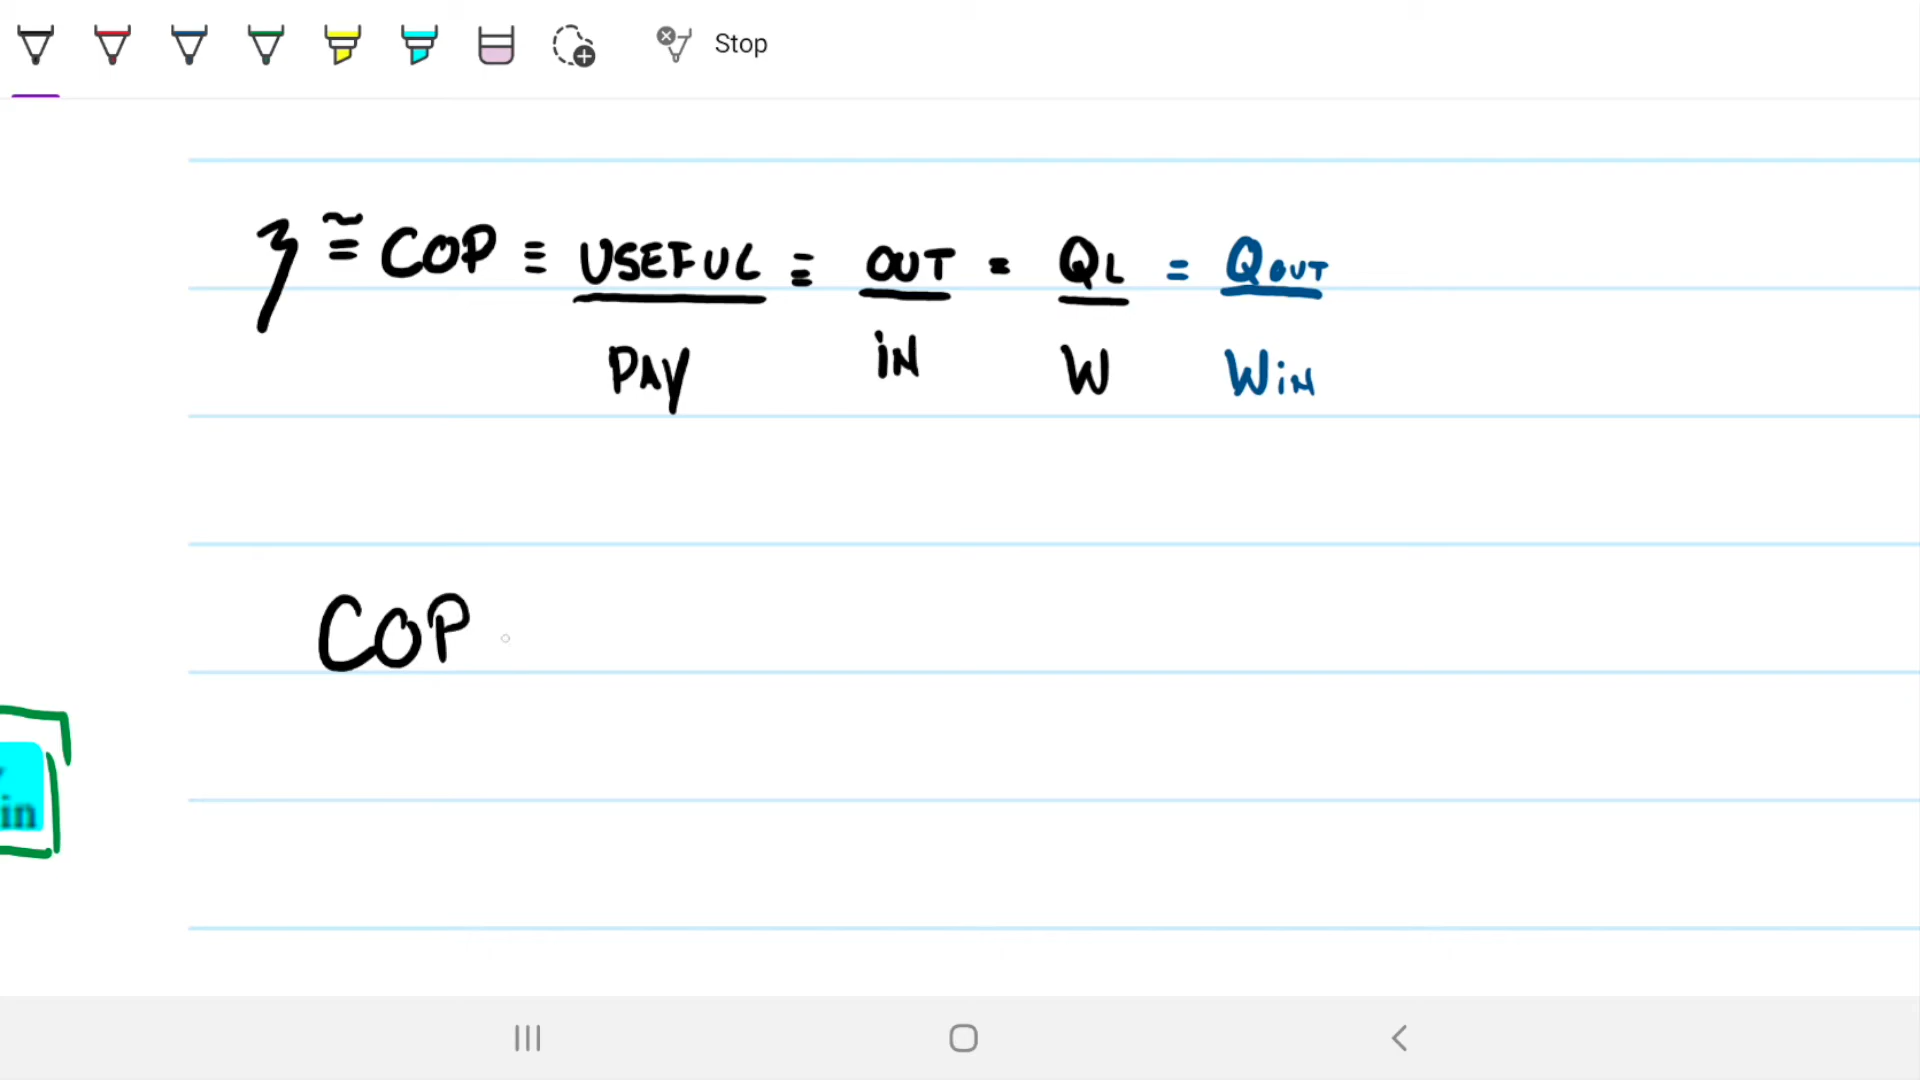 Stop
η ≅ COP ≡ USEFUL/PAY ≡ OUT/iN = QL/W = QOUT/WiN
COP
in